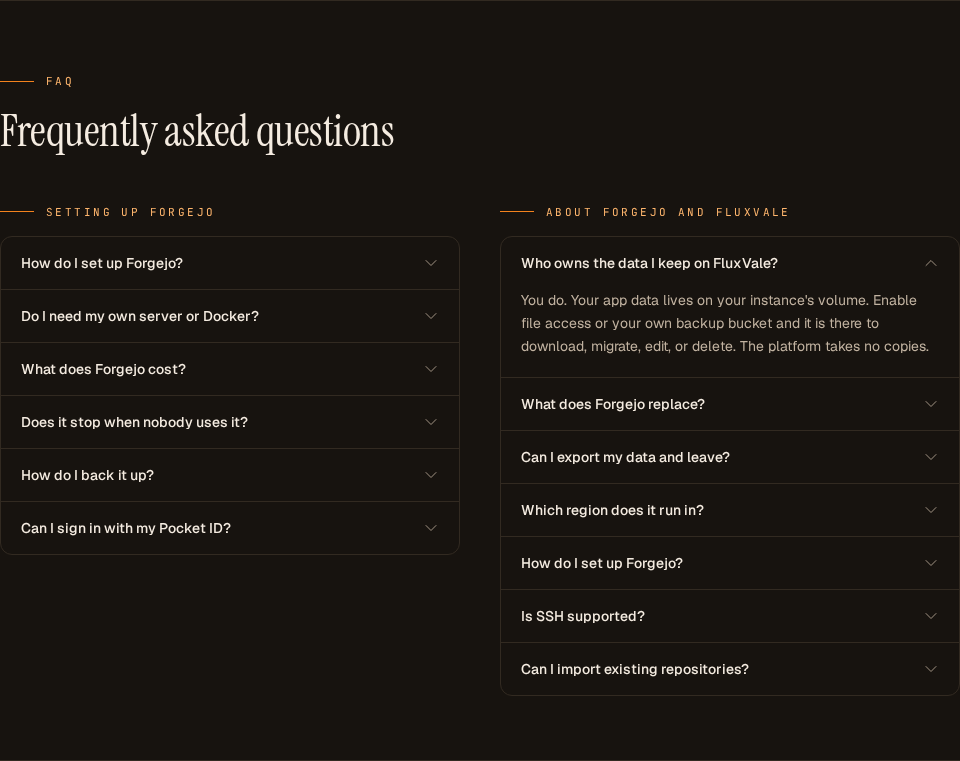 FAQ
Frequently asked questions
SETTING UP FORGEJO
How do I set up Forgejo?
Do I need my own server or Docker?
What does Forgejo cost?
Does it stop when nobody uses it?
How do I back it up?
Can I sign in with my Pocket ID?
ABOUT FORGEJO AND FLUXVALE
Who owns the data I keep on FluxVale?
You do. Your app data lives on your instance's volume. Enable
file access or your own backup bucket and it is there to
download, migrate, edit, or delete. The platform takes no copies.
What does Forgejo replace?
Can I export my data and leave?
Which region does it run in?
How do I set up Forgejo?
Is SSH supported?
Can I import existing repositories?